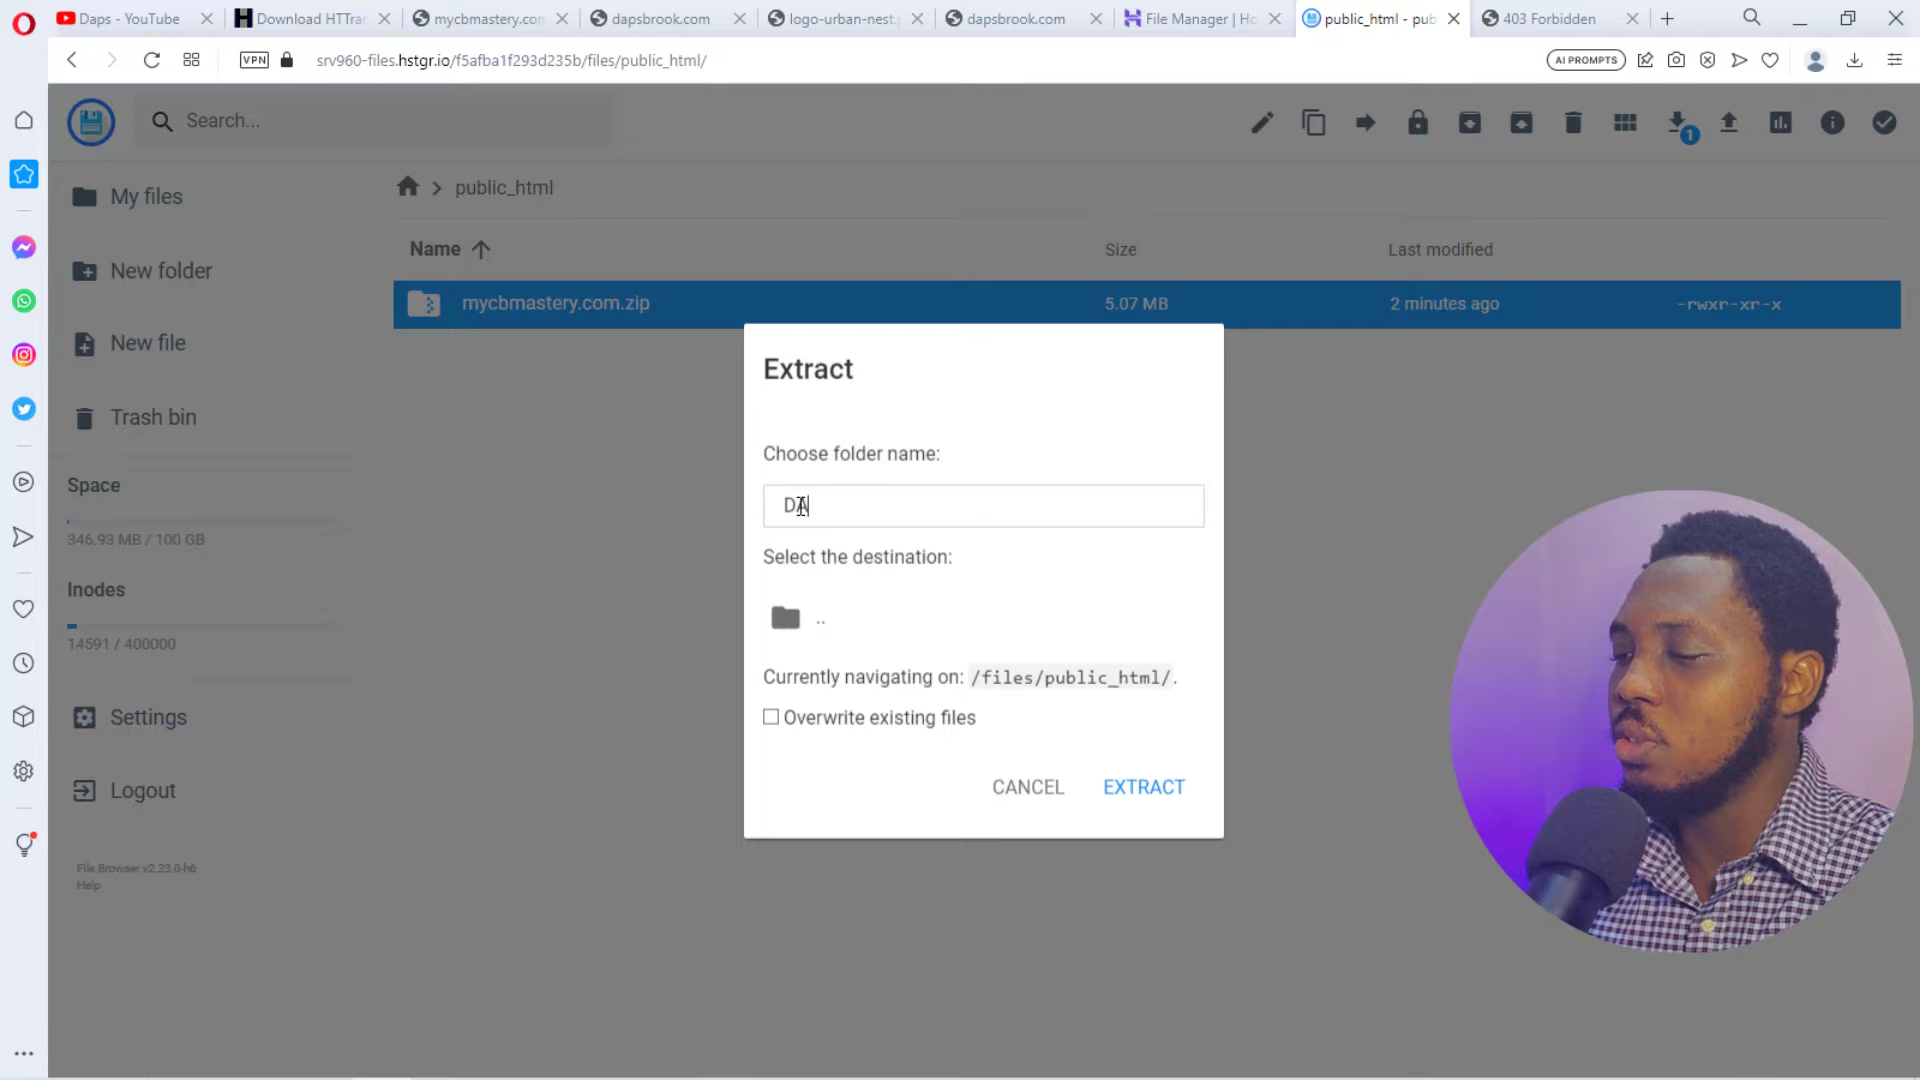 Daps - YouTube
Download HTTrac
mycbmastery.com
dapsbrook.com
logo-urban-nest.p
dapsbrook.com
File Manager | Ho
public_html - pub
403 Forbidden
VPN
srv960-files.hstgr.io/f5afba1f293d235b/files/public_html/
AI PROMPTS
Search...
1
My files
New folder
New file
Trash bin
Space
346.93 MB / 100 GB
Inodes
14591 / 400000
Settings
Logout
File Browser v2.23.0-h6
Help
public_html
Name
Size
Last modified
mycbmastery.com.zip
5.07 MB
2 minutes ago
-rwxr-xr-x
Extract
Choose folder name:
DA
Select the destination:
..
Currently navigating on: /files/public_html/.
Overwrite existing files
CANCEL
EXTRACT